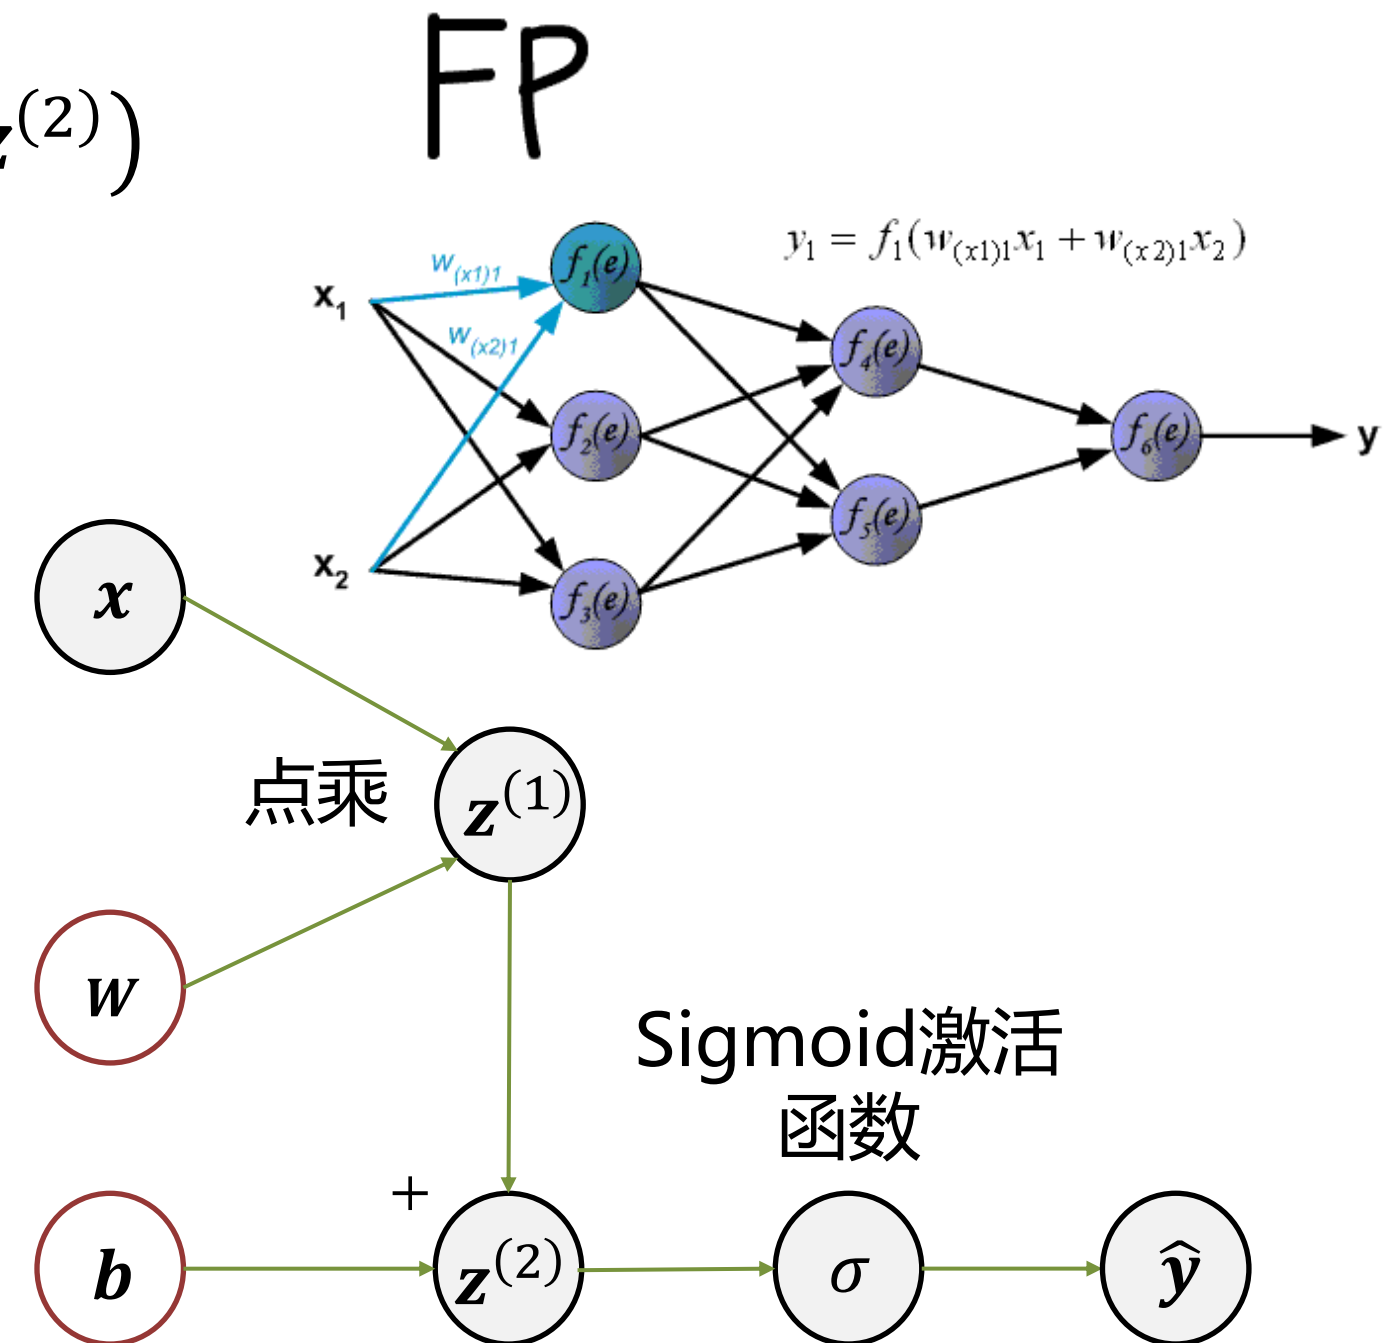 FP
z⁽²⁾)
y₁ = f₁(w₍ₓ₁₎₁x₁ + w₍ₓ₂₎₁x₂)
w₍ₓ₁₎₁
w₍ₓ₂₎₁
x₁
x₂
f₁(e)
f₂(e)
f₃(e)
f₄(e)
f₅(e)
f₆(e)
y
x
点乘
z⁽¹⁾
w
Sigmoid激活
函数
+
b
z⁽²⁾
σ
ŷ